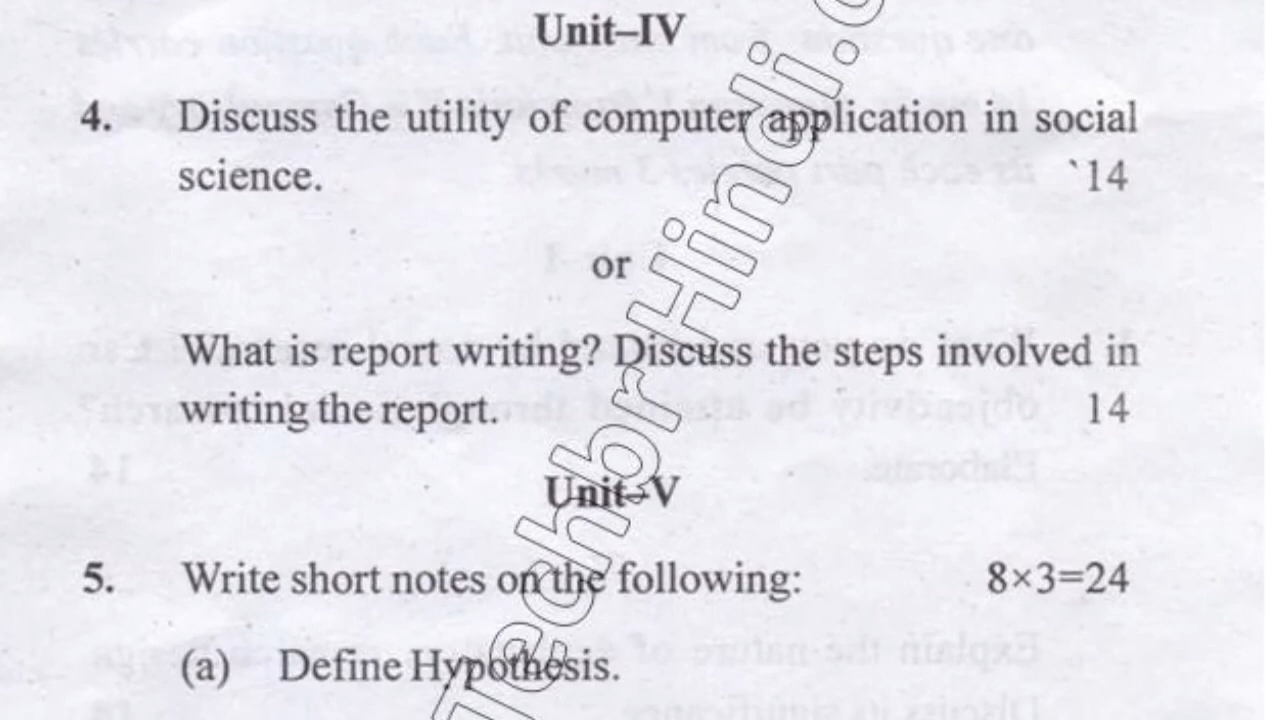 Unit–IV
4. Discuss the utility of computer application in social
science. `14
or
What is report writing? Discuss the steps involved in
writing the report. 14
Unit–V
5. Write short notes on the following: 8×3=24
(a) Define Hypothesis.
Techbr Hindi.